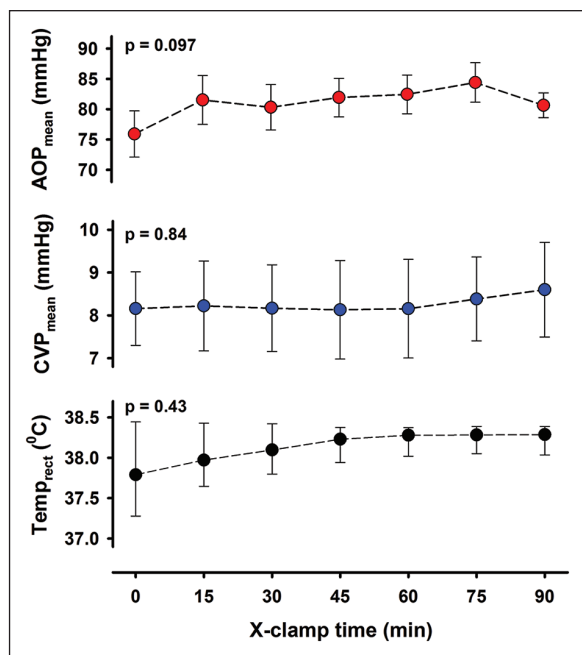 p = 0.097
AOPmean (mmHg)
90
85
80
75
70
p = 0.84
CVPmean (mmHg)
10
9
8
7
p = 0.43
Temprect (⁰C)
38.5
38.0
37.5
37.0
0 15 30 45 60 75 90
X-clamp time (min)